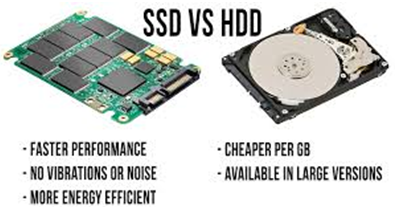 SSD VS HDD
- FASTER PERFORMANCE
- NO VIBRATIONS OR NOISE
- MORE ENERGY EFFICIENT
- CHEAPER PER GB
- AVAILABLE IN LARGE VERSIONS